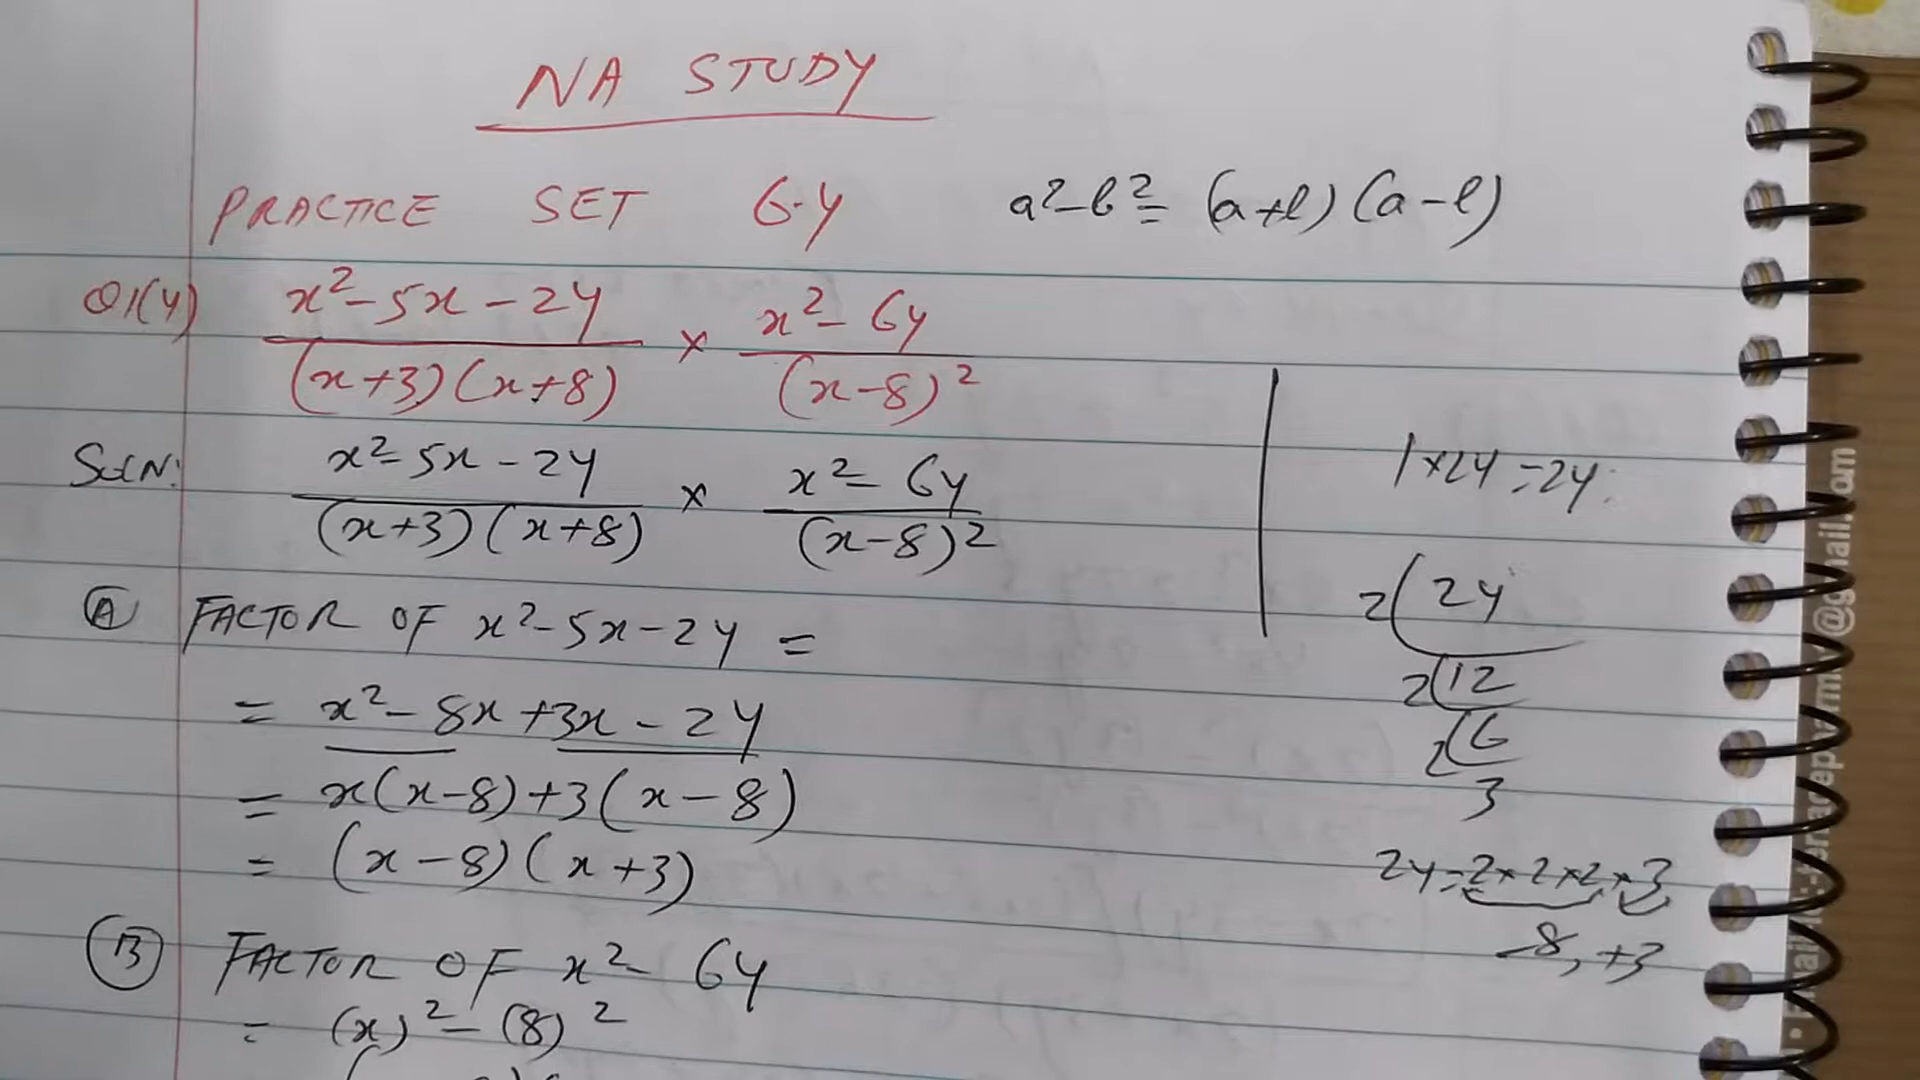 NA STUDY
PRACTICE SET 6.4 a²-b² = (a+b) (a-b)
Q1(4) x²-5x-24 / (x+3)(x+8) × x²-64 / (x-8)²
SOLN: x²-5x-24 / (x+3)(x+8) × x²-64 / (x-8)²
Ⓐ FACTOR OF x²-5x-24 =
= x²-8x+3x-24
= x(x-8)+3(x-8)
= (x-8)(x+3)
Ⓑ FACTOR OF x²-64
= (x)²-(8)²
1×24=24
2 24
2 12
2 6
3
24=2×2×2×3
-8, +3
@gmail.com